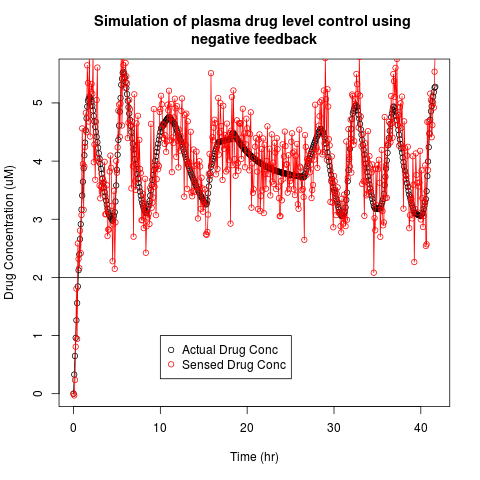 Simulation of plasma drug level control using
negative feedback
Drug Concentration (uM)
5
4
3
2
1
0
Actual Drug Conc
Sensed Drug Conc
0 10 20 30 40
Time (hr)